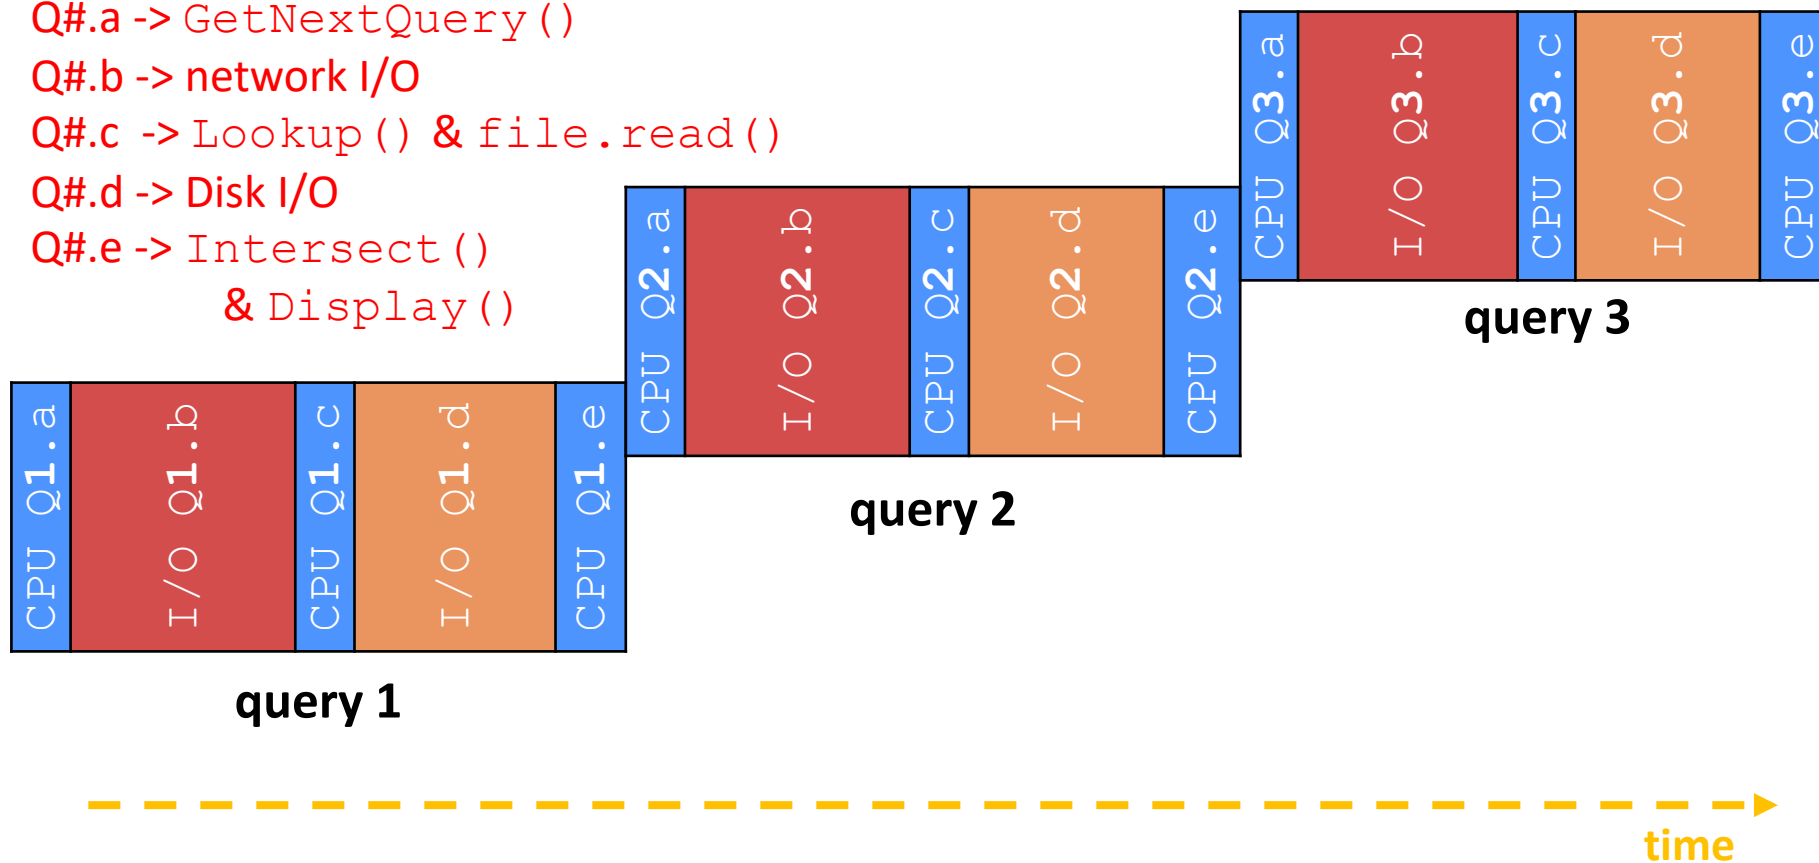 Q#.a -> GetNextQuery()
Q#.b -> network I/O
Q#.c -> Lookup() & file.read()
Q#.d -> Disk I/O
Q#.e -> Intersect()
& Display()
CPU Q1.a
I/O Q1.b
CPU Q1.c
I/O Q1.d
CPU Q1.e
query 1
CPU Q2.a
I/O Q2.b
CPU Q2.c
I/O Q2.d
CPU Q2.e
query 2
CPU Q3.a
I/O Q3.b
CPU Q3.c
I/O Q3.d
CPU Q3.e
query 3
time